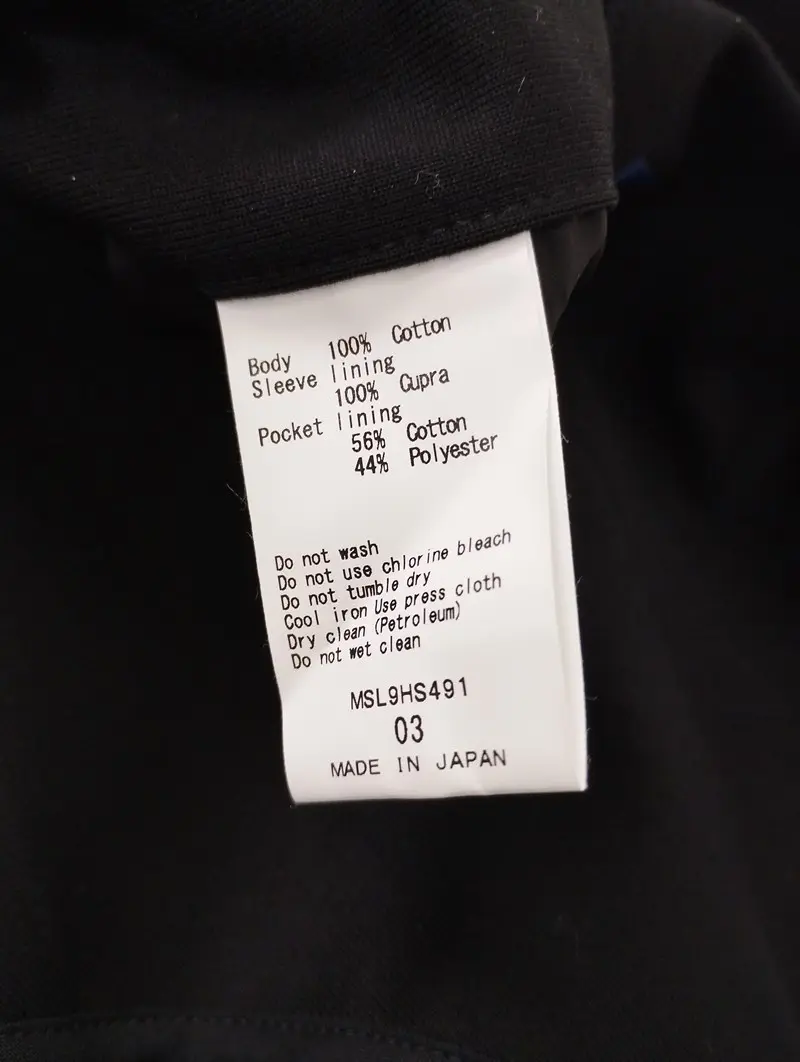 Body 100% Cotton
Sleeve lining
100% Cupra
Pocket lining
56% Cotton
44% Polyester
Do not wash
Do not use chlorine bleach
Do not tumble dry
Cool iron Use press cloth
Dry clean (Petroleum)
Do not wet clean
MSL9HS491
03
MADE IN JAPAN